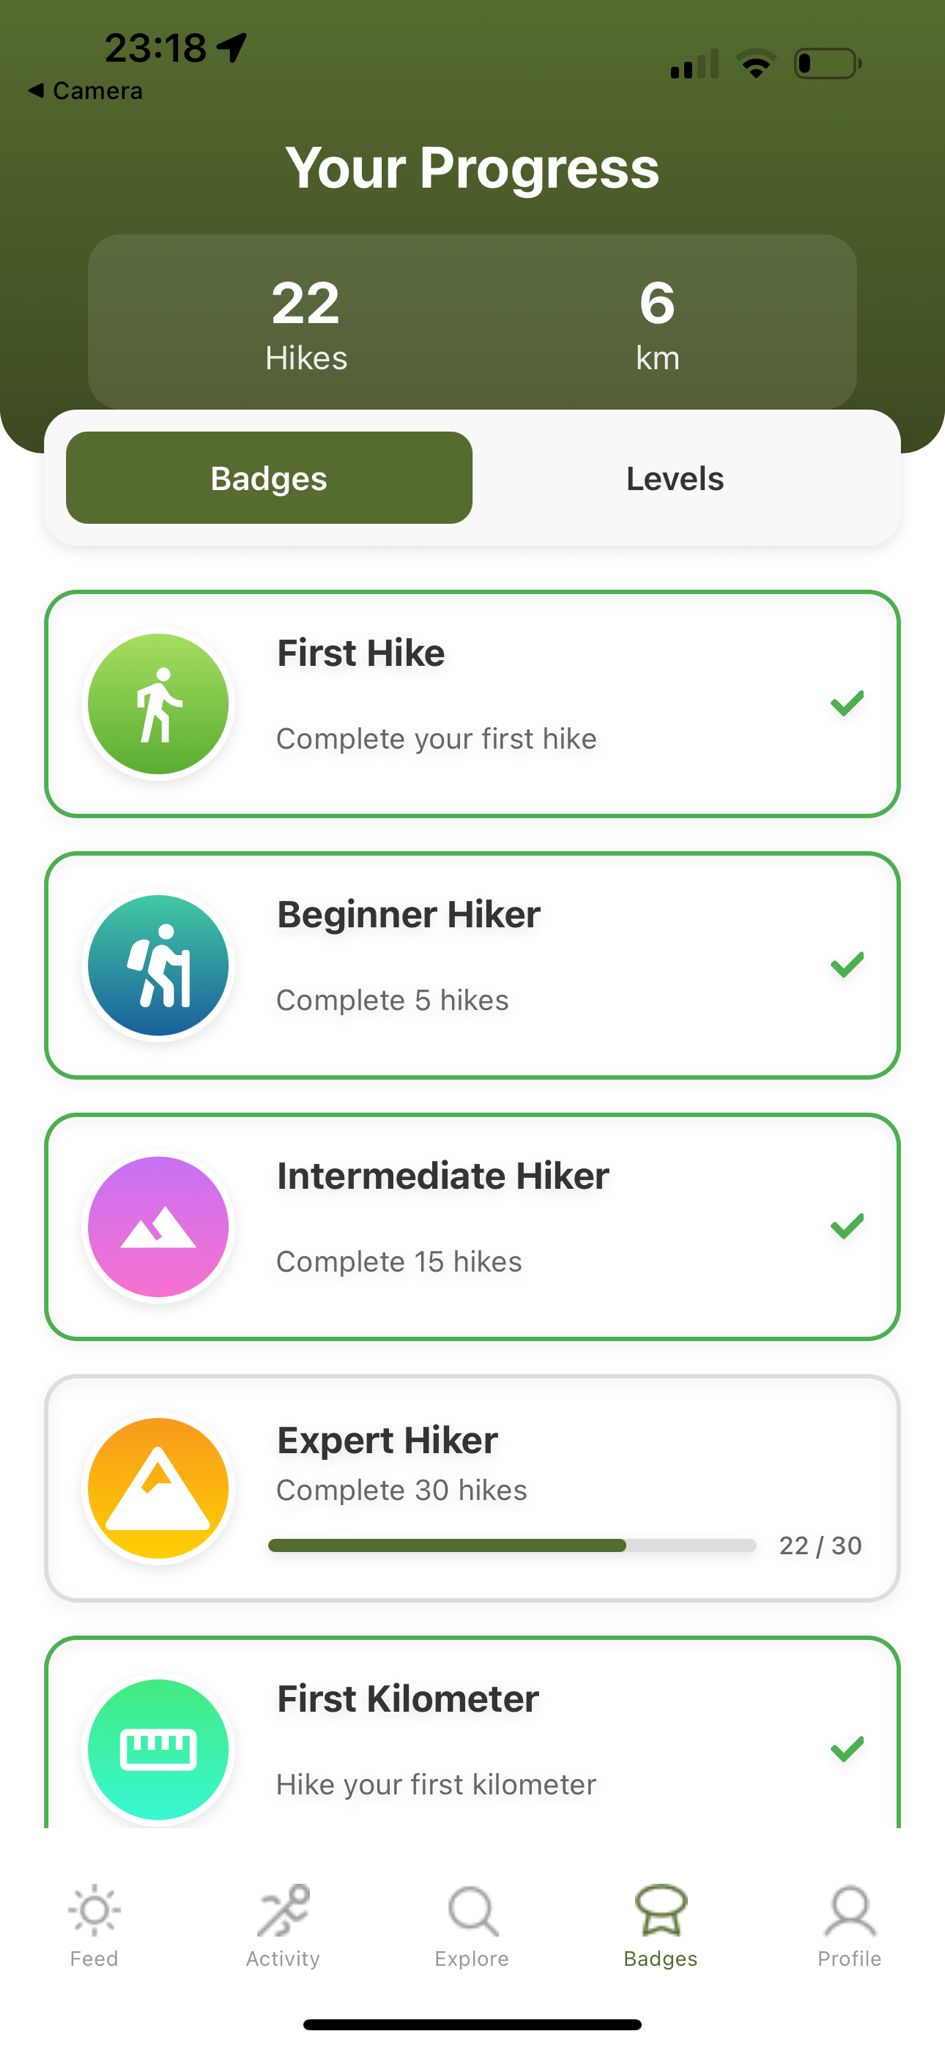 23:18
◀ Camera
Your Progress
22
Hikes
6
km
Badges
Levels
First Hike
Complete your first hike
Beginner Hiker
Complete 5 hikes
Intermediate Hiker
Complete 15 hikes
Expert Hiker
Complete 30 hikes
22 / 30
First Kilometer
Hike your first kilometer
Feed
Activity
Explore
Badges
Profile